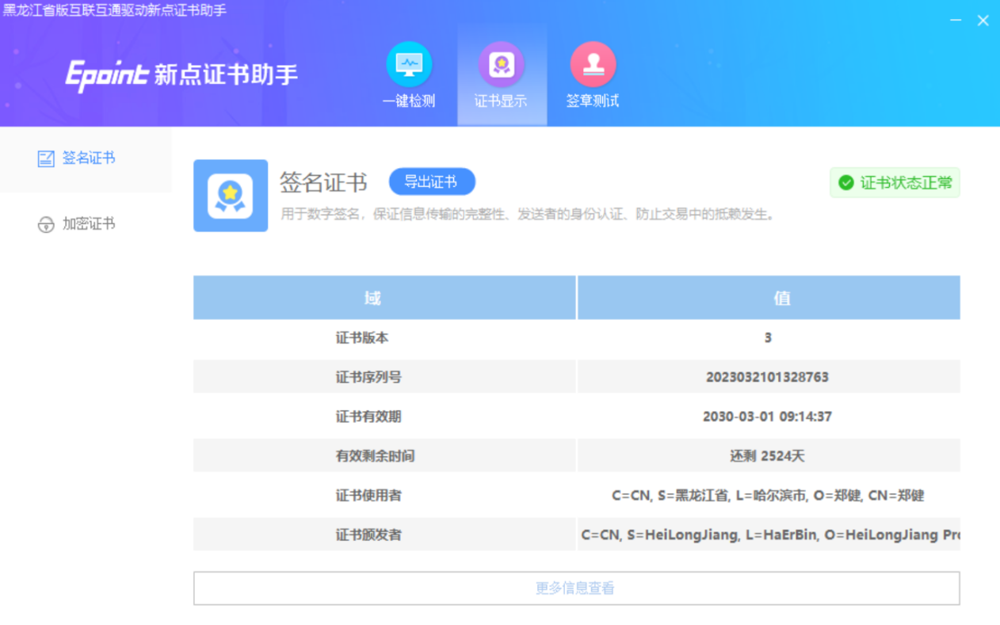 黑龙江省版互联互通驱动新点证书助手
Epoint 新点证书助手
一键检测 证书显示 签章测试
签名证书
加密证书
签名证书 导出证书 证书状态正常
用于数字签名，保证信息传输的完整性、发送者的身份认证、防止交易中的抵赖发生。
域 值
证书版本 3
证书序列号 2023032101328763
证书有效期 2030-03-01 09:14:37
有效剩余时间 还剩 2524天
证书使用者 C=CN, S=黑龙江省, L=哈尔滨市, O=郑健, CN=郑健
证书颁发者 C=CN, S=HeiLongJiang, L=HaErBin, O=HeiLongJiang Pro
更多信息查看